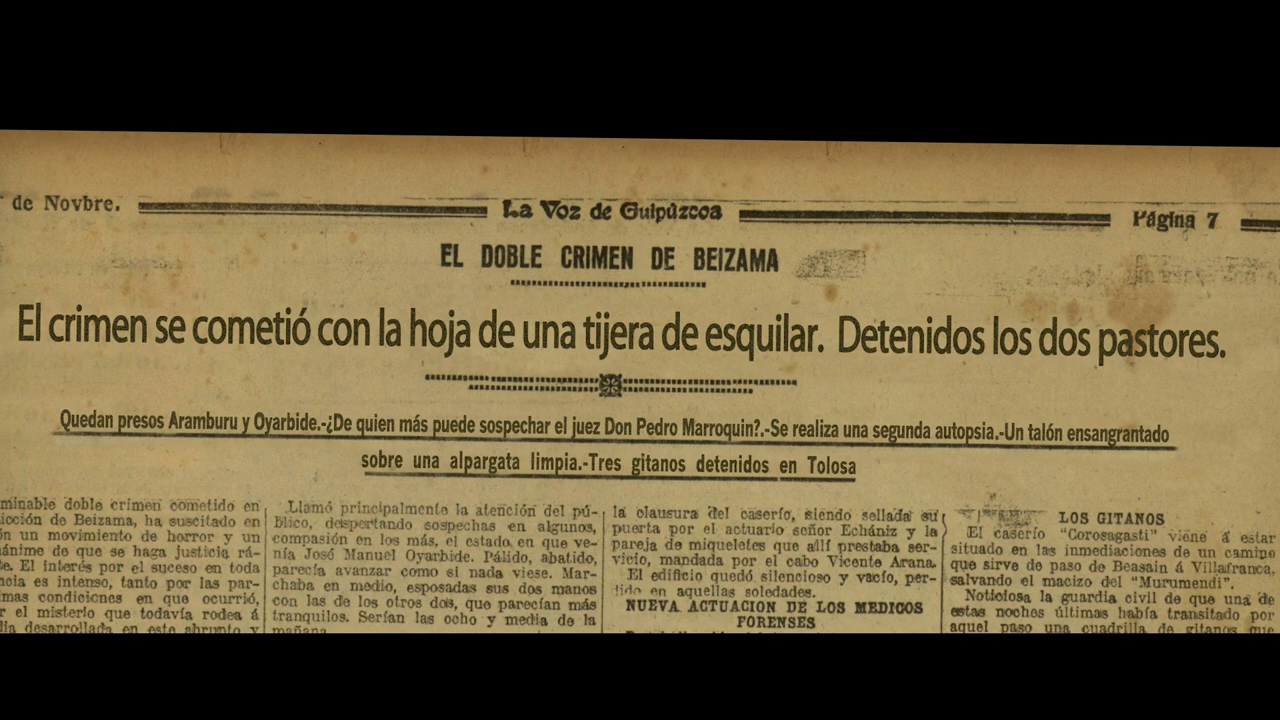 de Novbre.
La Voz de Guipúzcoa
Página 7
EL DOBLE CRIMEN DE BEIZAMA
El crimen se cometió con la hoja de una tijera de esquilar. Detenidos los dos pastores.
Quedan presos Aramburu y Oyarbide.-¿De quien más puede sospechar el juez Don Pedro Marroquin?.-Se realiza una segunda autopsia.-Un talón ensangrantado
sobre una alpargata limpia.-Tres gitanos detenidos en Tolosa
minable doble crimen cometido en
icción de Beizama, ha suscitado en
ón un movimiento de horror y un
ánime de que se haga justicia rá-
te. El interés por el suceso en toda
ncia es intenso, tanto por las par-
imas condiciones en que ocurrió,
r el misterio que todavía rodea á
dia desarrollada en este abrupto y
Llamó principalmente la atención del pú-
blico, despertando sospechas en algunos,
compasión en los más, el estado en que ve-
nía José Manuel Oyarbide. Pálido, abatido,
parecía avanzar como si nada viese. Mar-
chaba en medio, esposadas sus dos manos
con las de los otros dos, que parecían más
tranquilos. Serían las ocho y media de la
mañana
la clausura del caserío, siendo sellada su
puerta por el actuario señor Echániz y la
pareja de miqueletes que allí prestaba ser-
vicio, mandada por el cabo Vicente Arana.
El edificio quedó silencioso y vacío, per-
dido en aquellas soledades.
NUEVA ACTUACION DE LOS MEDICOS
FORENSES
LOS GITANOS
El caserío "Corosagasti" viene á estar
situado en las inmediaciones de un camino
que sirve de paso de Beasain á Villafranca,
salvando el macizo del "Murumendi".
Noticiosa la guardia civil de que una de
estas noches últimas había transitado por
aquel paso una cuadrilla de gitanos que